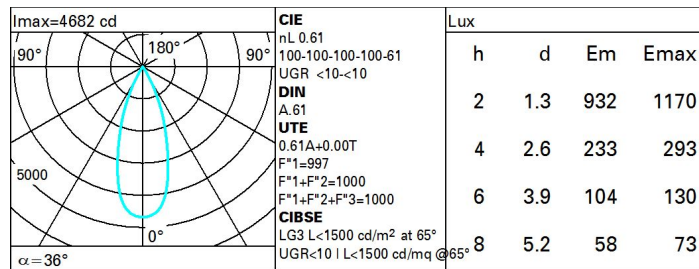 Imax=4682 cd
90°
180°
90°
5000
0°
α=36°
CIE
nL 0.61
100-100-100-100-61
UGR <10-<10
DIN
A.61
UTE
0.61A+0.00T
F"1=997
F"1+F"2=1000
F"1+F"2+F"3=1000
CIBSE
LG3 L<1500 cd/m² at 65°
UGR<10 | L<1500 cd/mq @65°
Lux
h d Em Emax
2 1.3 932 1170
4 2.6 233 293
6 3.9 104 130
8 5.2 58 73